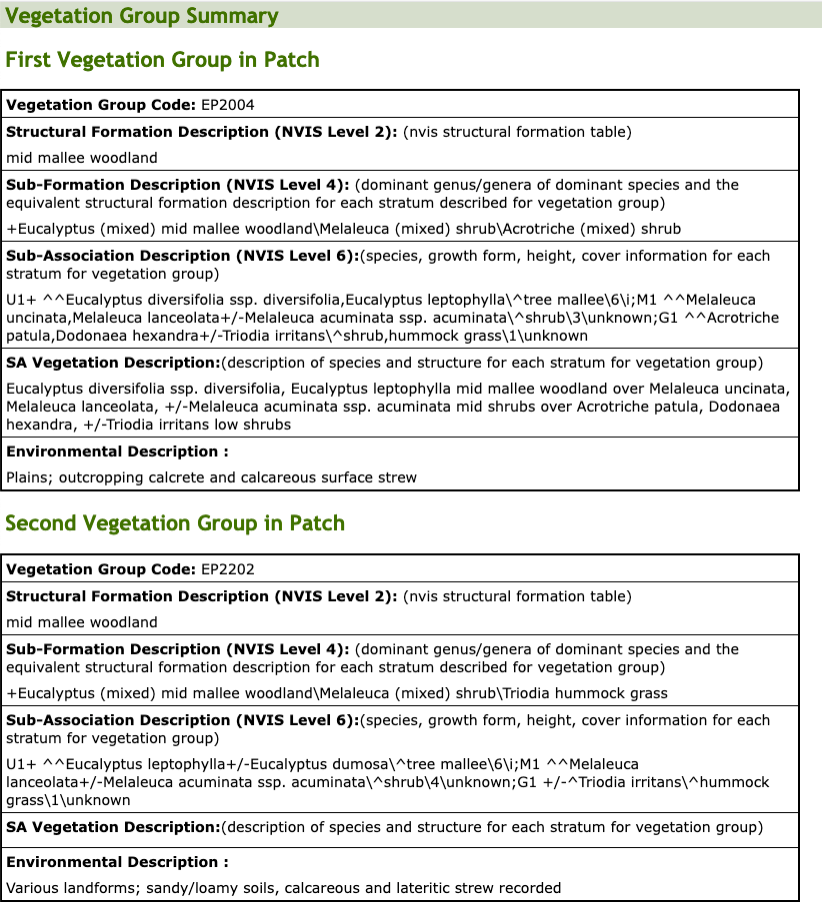 Vegetation Group Summary
First Vegetation Group in Patch
Vegetation Group Code: EP2004
Structural Formation Description (NVIS Level 2): (nvis structural formation table)
mid mallee woodland
Sub-Formation Description (NVIS Level 4): (dominant genus/genera of dominant species and the
equivalent structural formation description for each stratum described for vegetation group)
+Eucalyptus (mixed) mid mallee woodland\Melaleuca (mixed) shrub\Acrotriche (mixed) shrub
Sub-Association Description (NVIS Level 6):(species, growth form, height, cover information for each
stratum for vegetation group)
U1+ ^^Eucalyptus diversifolia ssp. diversifolia,Eucalyptus leptophylla\^tree mallee\6\i;M1 ^^Melaleuca
uncinata,Melaleuca lanceolata+/-Melaleuca acuminata ssp. acuminata\^shrub\3\unknown;G1 ^^Acrotriche
patula,Dodonaea hexandra+/-Triodia irritans\^shrub,hummock grass\1\unknown
SA Vegetation Description:(description of species and structure for each stratum for vegetation group)
Eucalyptus diversifolia ssp. diversifolia, Eucalyptus leptophylla mid mallee woodland over Melaleuca uncinata,
Melaleuca lanceolata, +/-Melaleuca acuminata ssp. acuminata mid shrubs over Acrotriche patula, Dodonaea
hexandra, +/-Triodia irritans low shrubs
Environmental Description :
Plains; outcropping calcrete and calcareous surface strew
Second Vegetation Group in Patch
Vegetation Group Code: EP2202
Structural Formation Description (NVIS Level 2): (nvis structural formation table)
mid mallee woodland
Sub-Formation Description (NVIS Level 4): (dominant genus/genera of dominant species and the
equivalent structural formation description for each stratum described for vegetation group)
+Eucalyptus (mixed) mid mallee woodland\Melaleuca (mixed) shrub\Triodia hummock grass
Sub-Association Description (NVIS Level 6):(species, growth form, height, cover information for each
stratum for vegetation group)
U1+ ^^Eucalyptus leptophylla+/-Eucalyptus dumosa\^tree mallee\6\i;M1 ^^Melaleuca
lanceolata+/-Melaleuca acuminata ssp. acuminata\^shrub\4\unknown;G1 +/-^Triodia irritans\^hummock
grass\1\unknown
SA Vegetation Description:(description of species and structure for each stratum for vegetation group)
Environmental Description :
Various landforms; sandy/loamy soils, calcareous and lateritic strew recorded